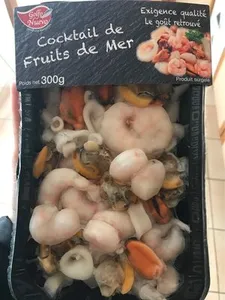 Exigence qualité
Le goût retrouvé
Cocktail de
Fruits de Mer
Poids net 300g
Produit surgelé